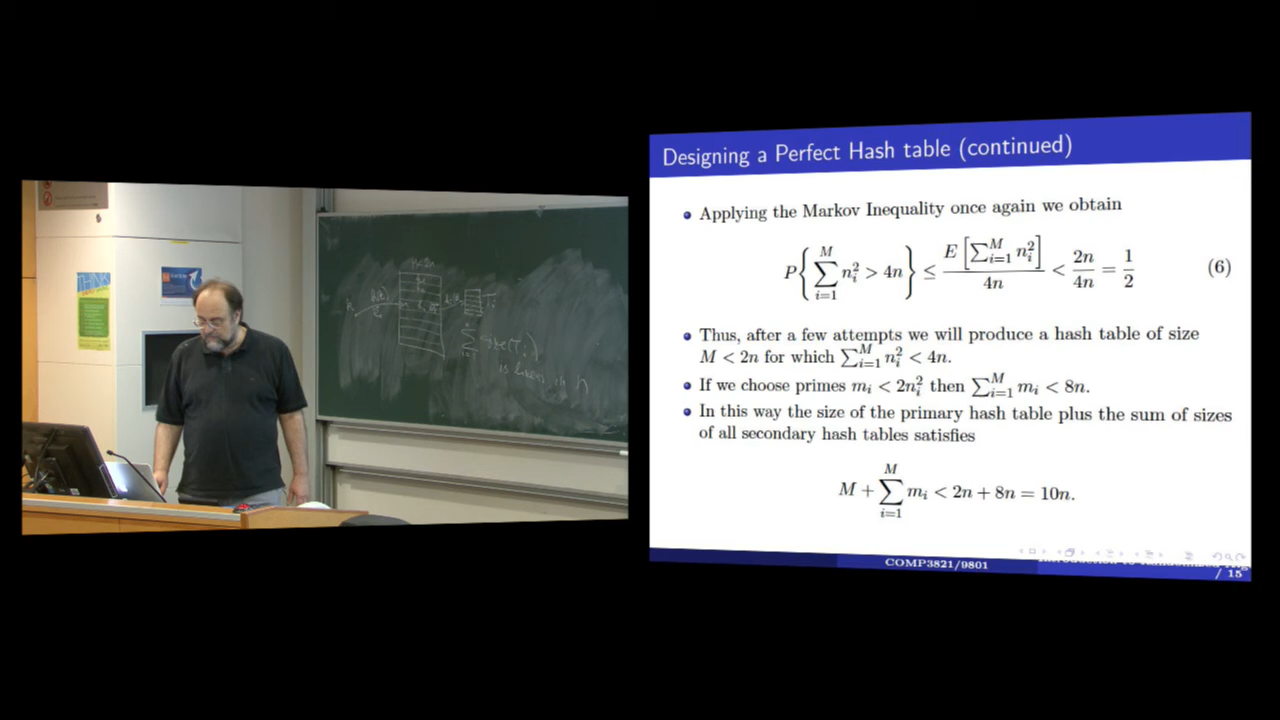 Designing a Perfect Hash table (continued)
Applying the Markov Inequality once again we obtain
P{∑_{i=1}^{M} n_i^2 > 4n} ≤ E[∑_{i=1}^{M} n_i^2] / 4n < 2n/4n = 1/2 (6)
Thus, after a few attempts we will produce a hash table of size
M < 2n for which ∑_{i=1}^{M} n_i^2 < 4n.
If we choose primes m_i < 2n_i^2 then ∑_{i=1}^{M} m_i < 8n.
In this way the size of the primary hash table plus the sum of sizes
of all secondary hash tables satisfies
M + ∑_{i=1}^{M} m_i < 2n + 8n = 10n.
COMP3821/9801
/ 15
THINK